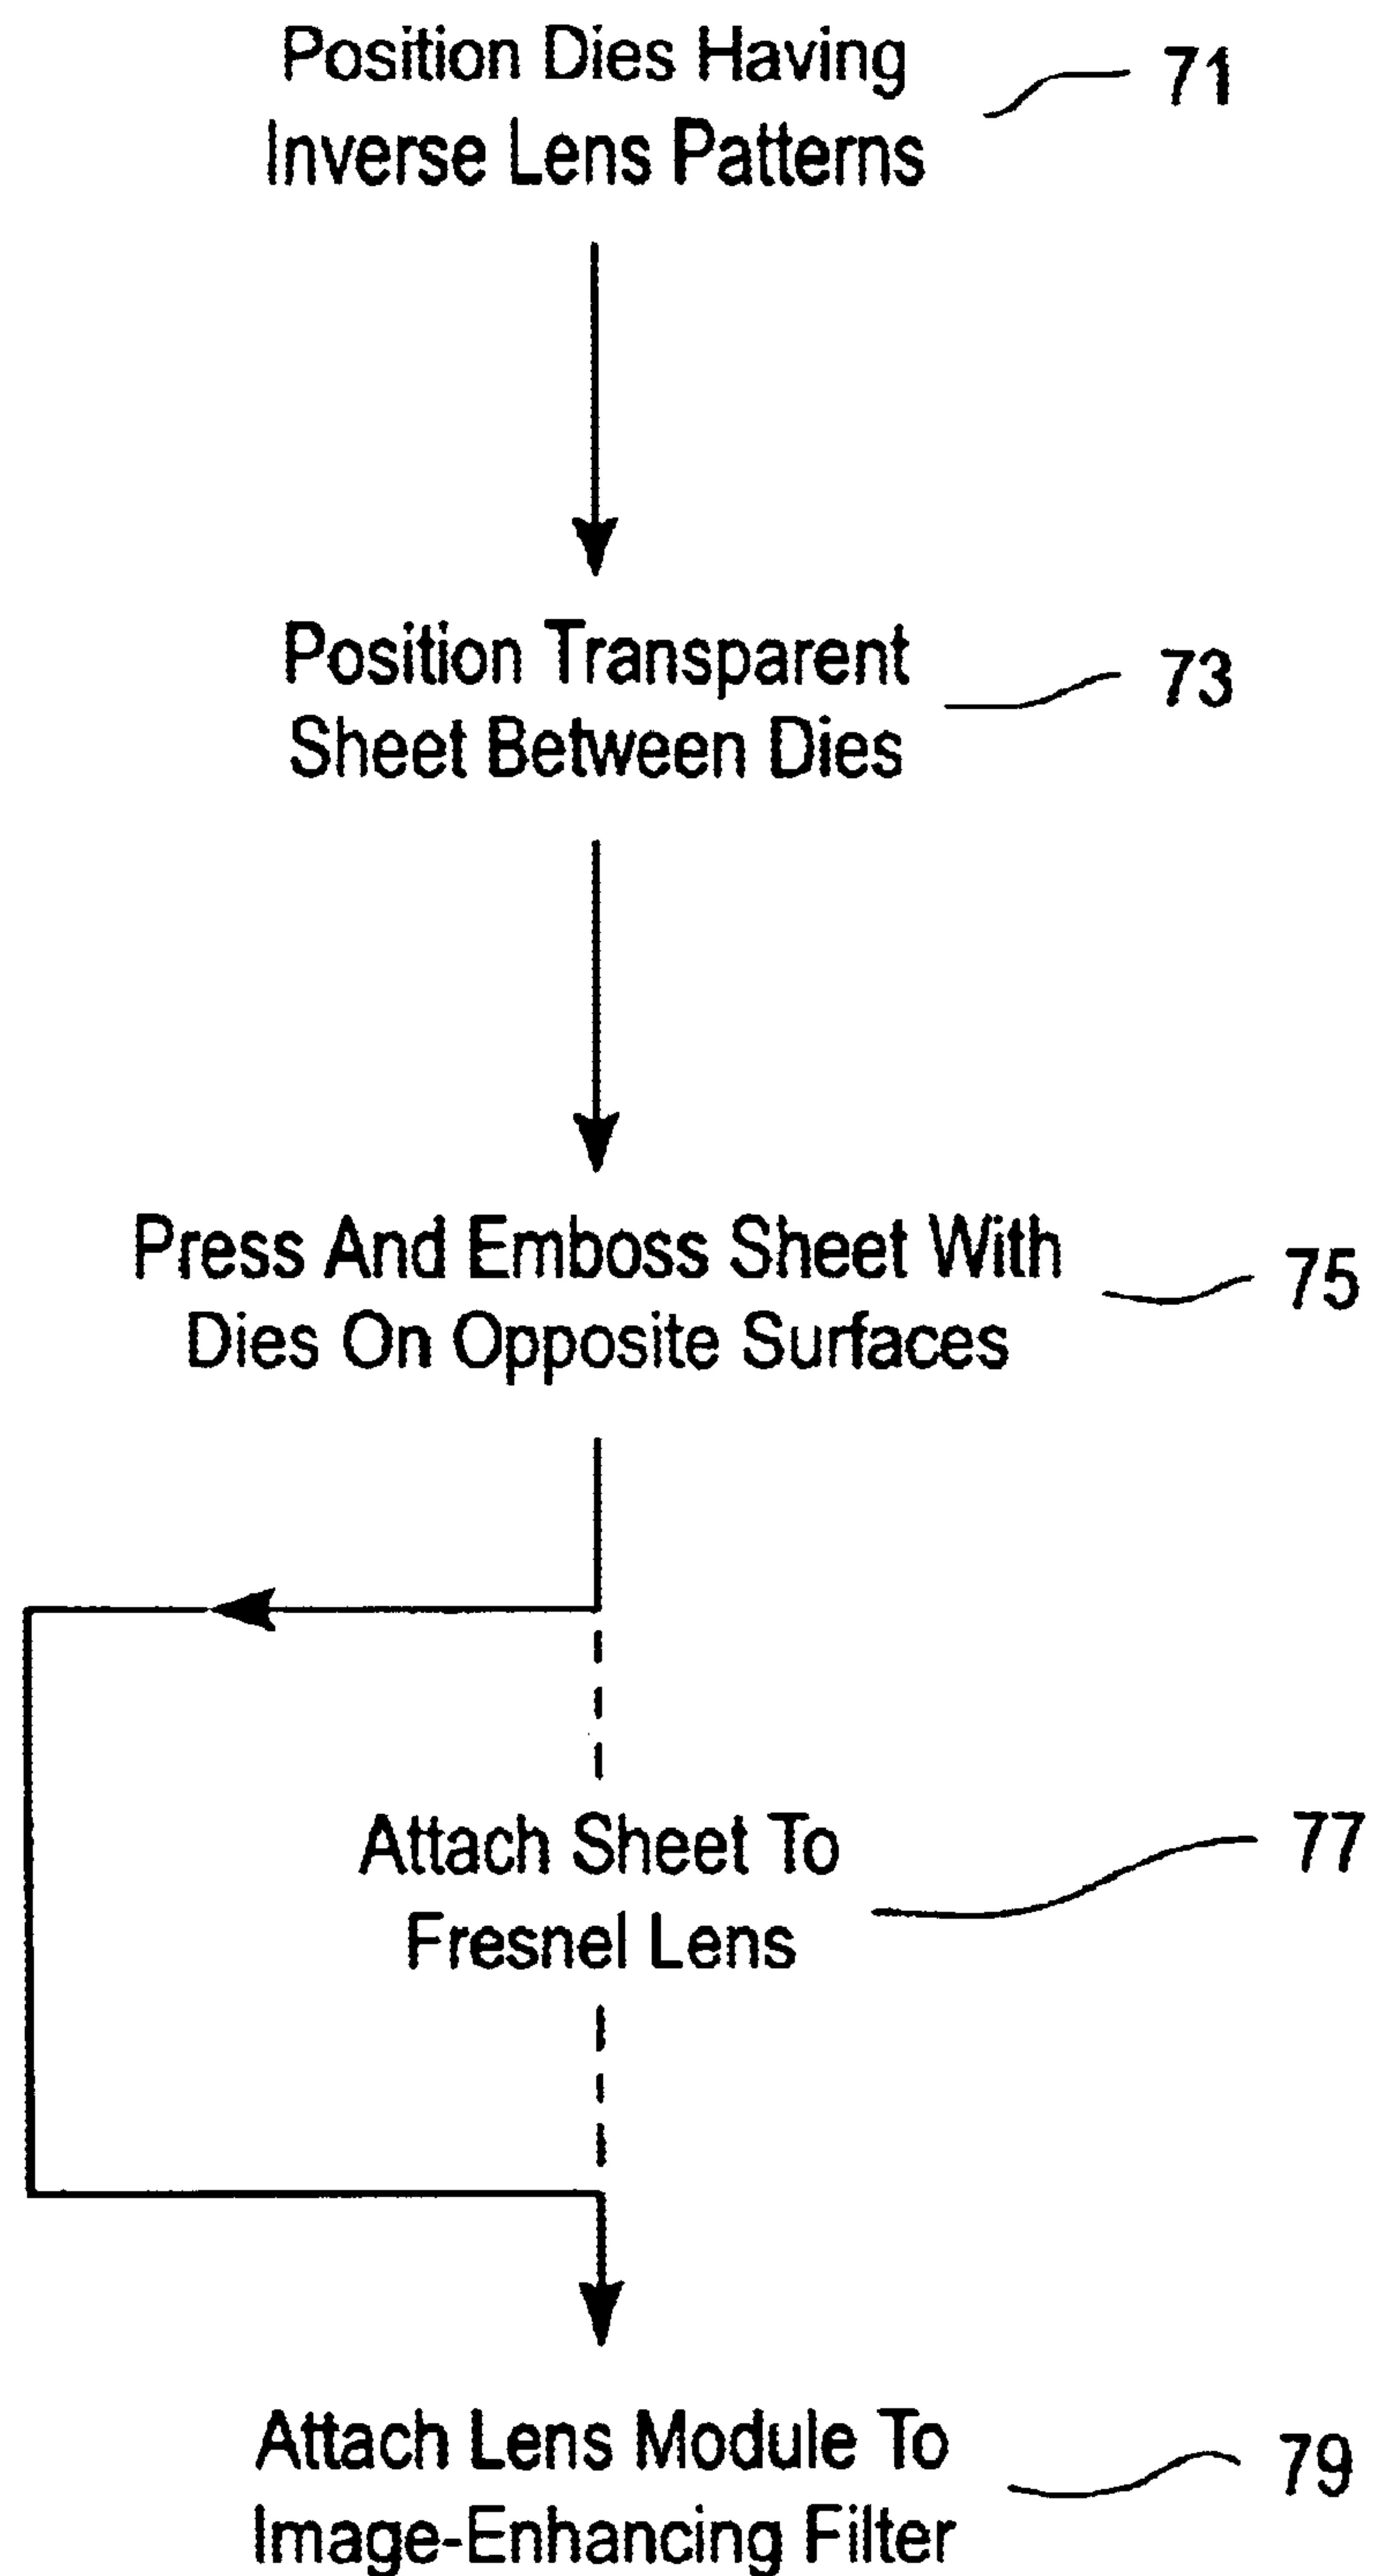 Position Dies Having
Inverse Lens Patterns
71
Position Transparent
Sheet Between Dies
73
Press And Emboss Sheet With
Dies On Opposite Surfaces
75
Attach Sheet To
Fresnel Lens
77
Attach Lens Module To
Image-Enhancing Filter
79